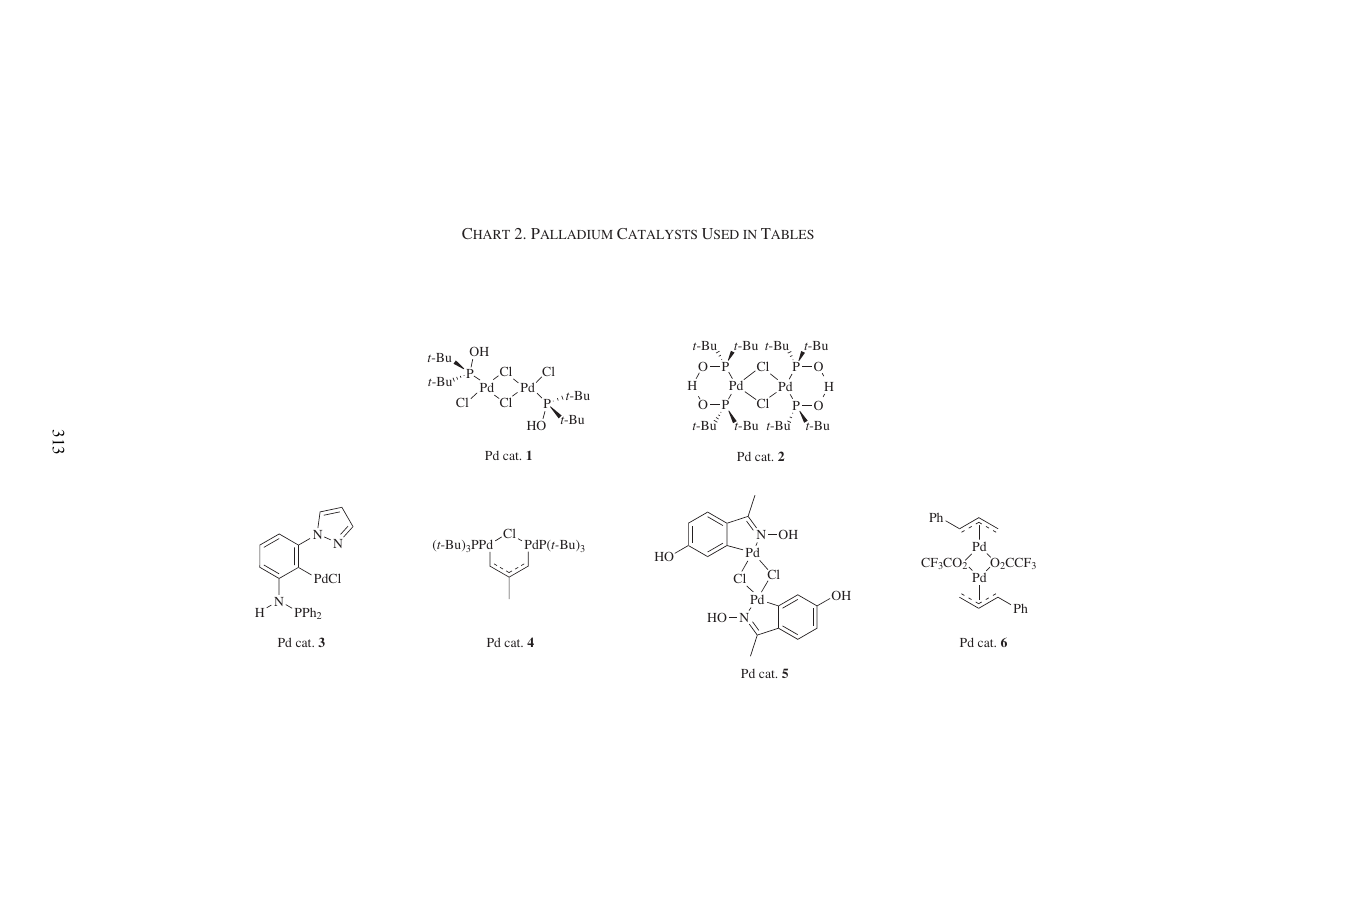 CHART 2. PALLADIUM CATALYSTS USED IN TABLES
t-Bu OH
P Cl Cl
t-Bu Pd Pd
Cl Cl P t-Bu
HO t-Bu
Pd cat. 1
t-Bu t-Bu t-Bu t-Bu
O P Cl P O
H Pd Pd H
O P Cl P O
t-Bu t-Bu t-Bu t-Bu
Pd cat. 2
313
N N
PdCl
N
H PPh2
Pd cat. 3
Cl
(t-Bu)3PPd PdP(t-Bu)3
Pd cat. 4
N OH
HO Pd
Cl Cl
Pd OH
HO N
Pd cat. 5
Ph
Pd
CF3CO2 O2CCF3
Pd
Ph
Pd cat. 6